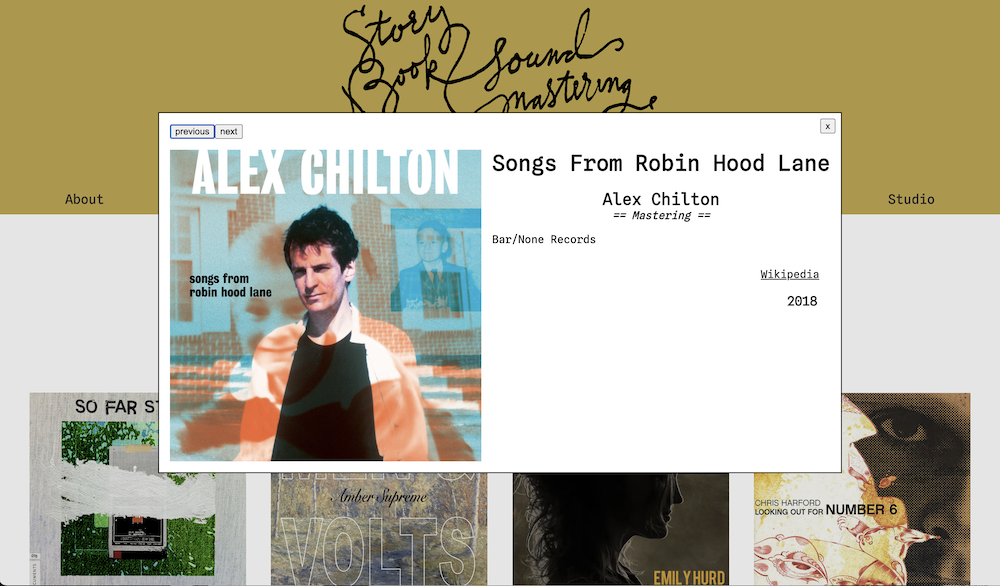 Story
Book Sound
mastering
About
Studio
previous
next
x
ALEX CHILTON
songs from
robin hood lane
Songs From Robin Hood Lane
Alex Chilton
== Mastering ==
Bar/None Records
Wikipedia
2018
SO FAR
Amber Supreme
VOLTS
EMILY HURD
CHRIS HARFORD
LOOKING OUT FOR NUMBER 6